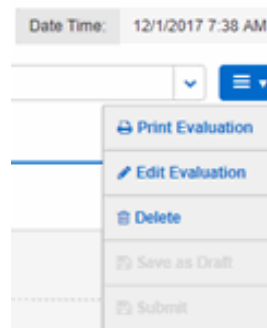 Date Time: 12/1/2017 7:38 AM
Print Evaluation
Edit Evaluation
Delete
Save as Draft
Submit